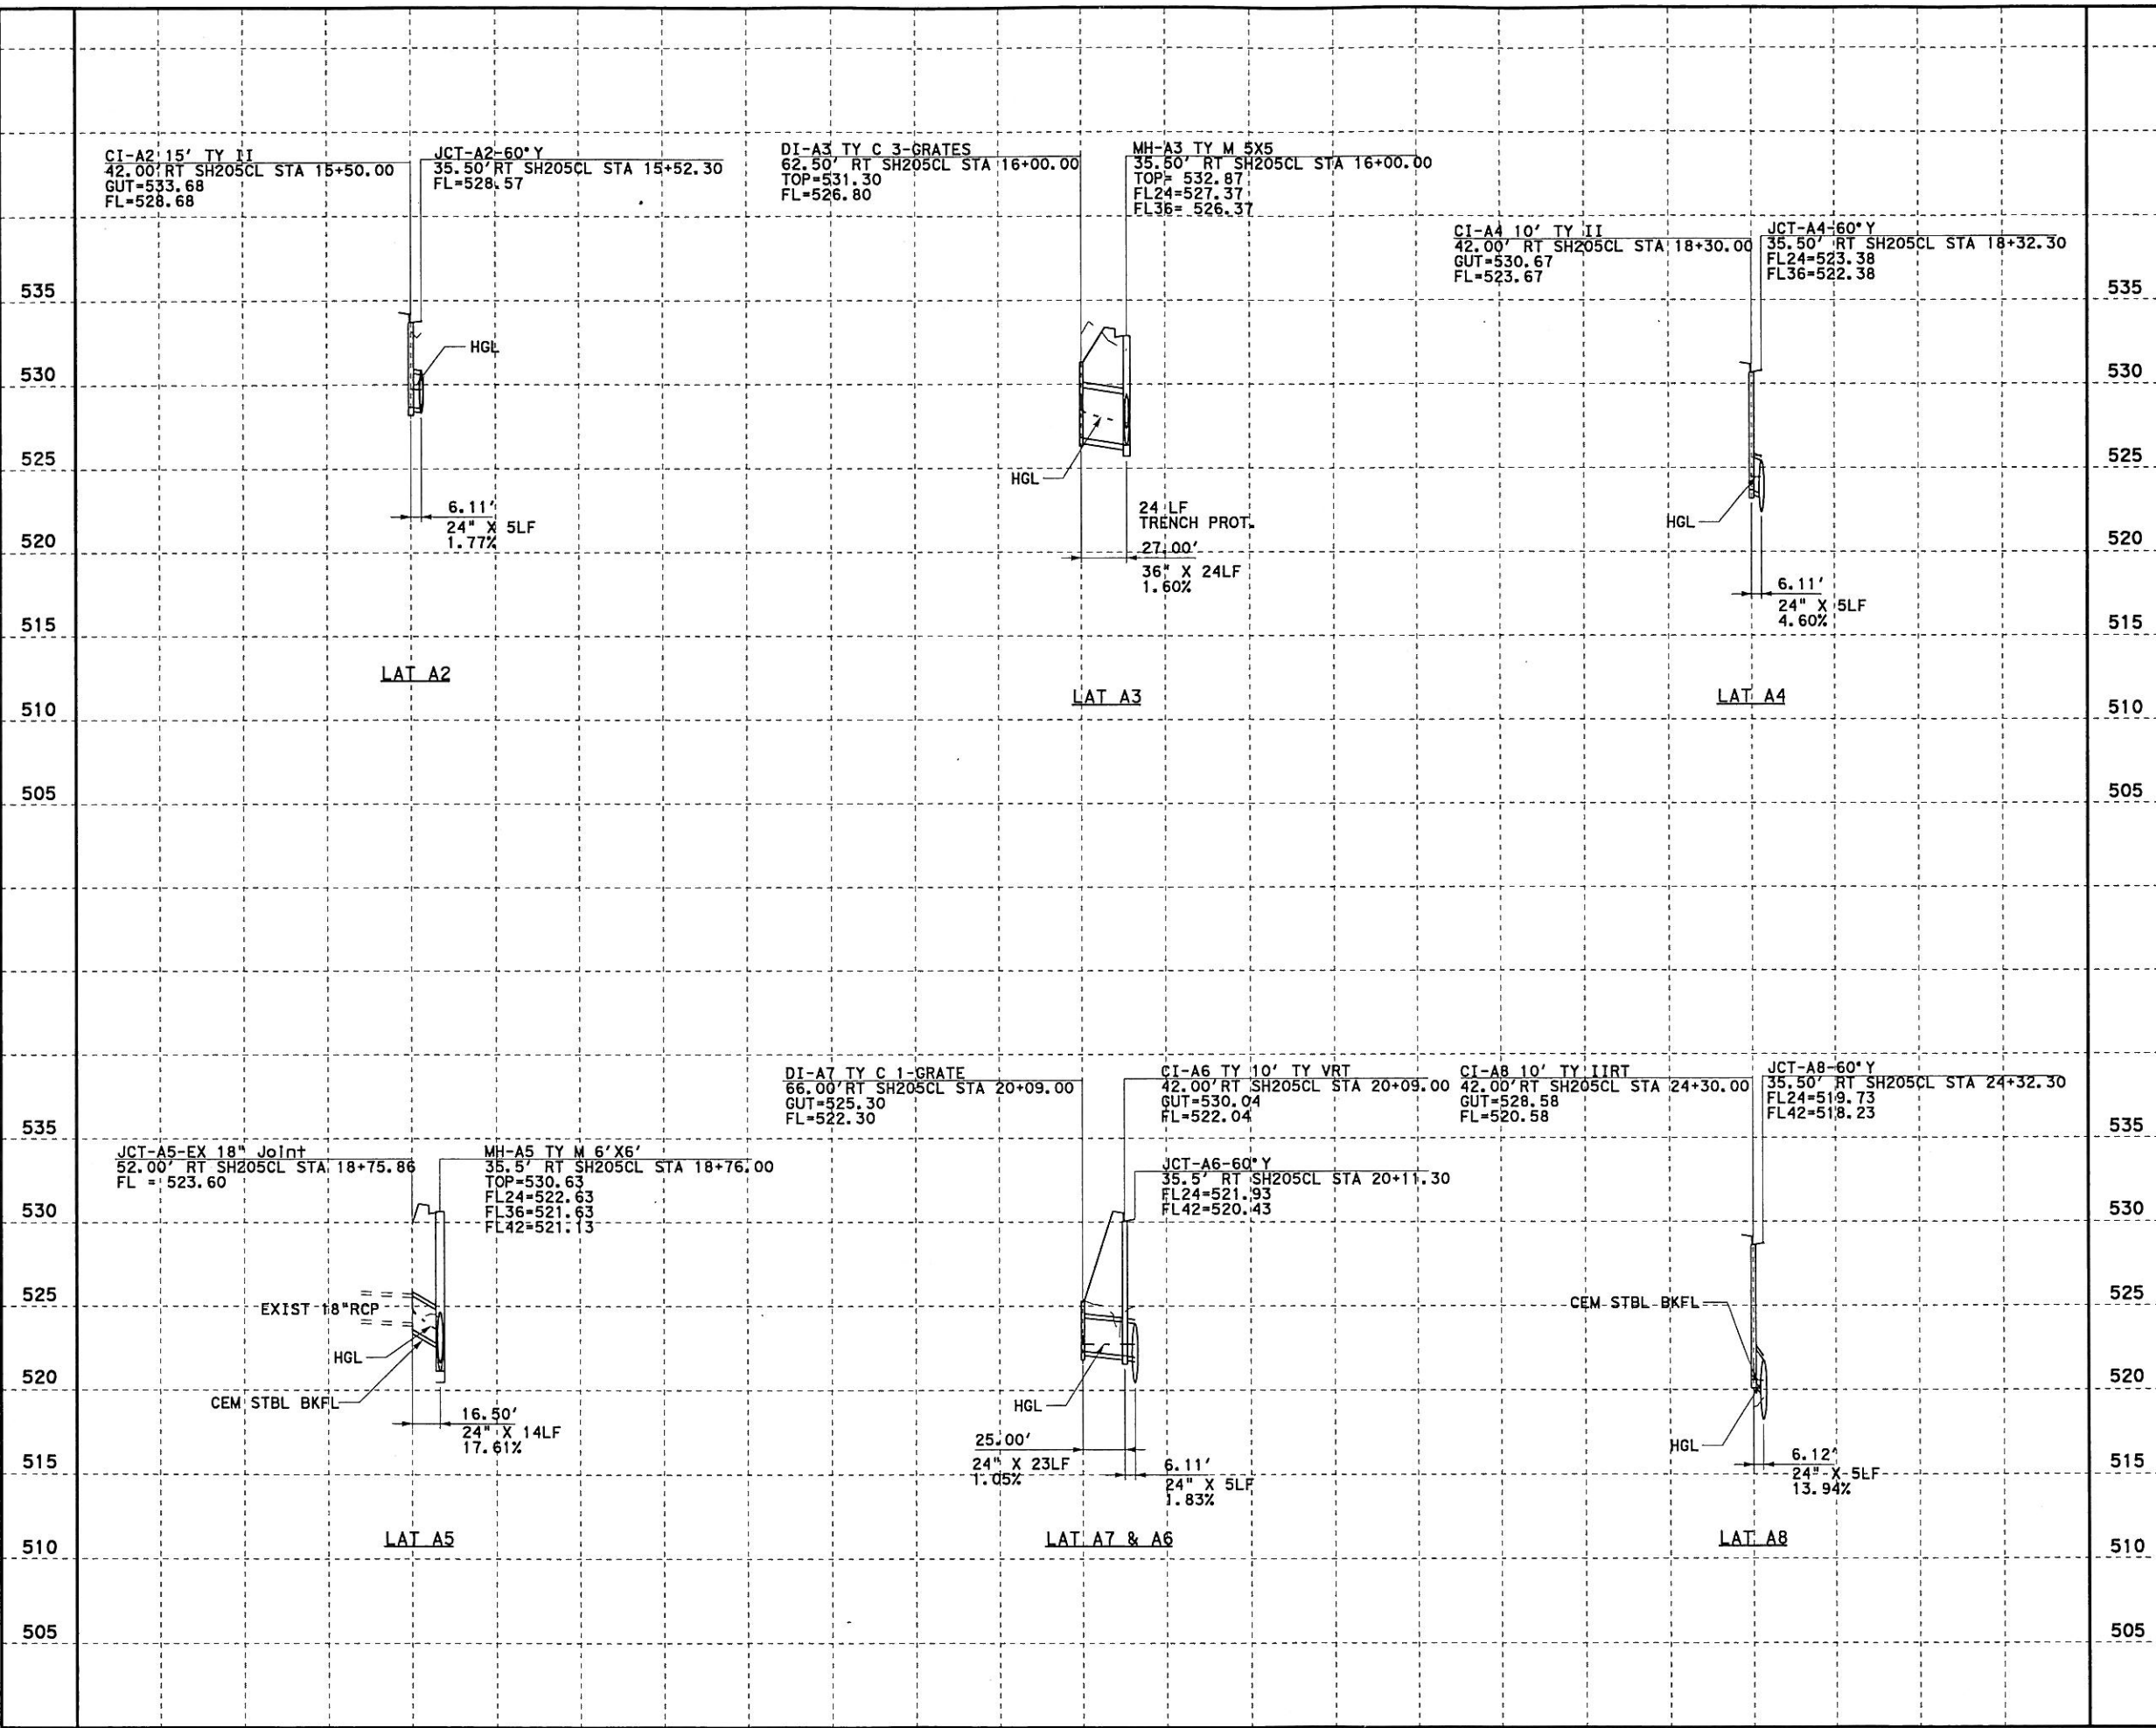 CI-A2 15' TY II
42.00' RT SH205CL STA 15+50.00
GUT=533.68
FL=528.68
JCT-A2-60°Y
35.50' RT SH205CL STA 15+52.30
FL=528.57
HGL
6.11'
24" X 5LF
1.77%
LAT A2
DI-A3 TY C 3-GRATES
62.50' RT SH205CL STA 16+00.00
TOP=531.30
FL=526.80
MH-A3 TY M 5X5
35.50' RT SH205CL STA 16+00.00
TOP= 532.87
FL24=527.37
FL36= 526.37
HGL
24 LF
TRENCH PROT.
27.00'
36" X 24LF
1.60%
LAT A3
CI-A4 10' TY II
42.00' RT SH205CL STA 18+30.00
GUT=530.67
FL=523.67
JCT-A4-60°Y
35.50' RT SH205CL STA 18+32.30
FL24=523.38
FL36=522.38
HGL
6.11'
24" X 5LF
4.60%
LAT A4
535
530
525
520
515
510
505
535
530
525
520
515
510
505
JCT-A5-EX 18" Joint
52.00' RT SH205CL STA 18+75.86
FL = 523.60
MH-A5 TY M 6'X6'
35.5' RT SH205CL STA 18+76.00
TOP=530.63
FL24=522.63
FL36=521.63
FL42=521.13
EXIST 18"RCP
HGL
CEM STBL BKFL
16.50'
24" X 14LF
17.61%
LAT A5
DI-A7 TY C 1-GRATE
66.00' RT SH205CL STA 20+09.00
GUT=525.30
FL=522.30
CI-A6 TY 10' TY VRT
42.00' RT SH205CL STA 20+09.00
GUT=530.04
FL=522.04
JCT-A6-60°Y
35.5' RT SH205CL STA 20+11.30
FL24=521.93
FL42=520.43
HGL
25.00'
24" X 23LF
1.05%
6.11'
24" X 5LF
1.83%
LAT A7 & A6
CI-A8 10' TY IIRT
42.00' RT SH205CL STA 24+30.00
GUT=528.58
FL=520.58
JCT-A8-60°Y
35.50' RT SH205CL STA 24+32.30
FL24=519.73
FL42=518.23
CEM STBL BKFL
HGL
6.12'
24" X 5LF
13.94%
LAT A8
535
530
525
520
515
510
505
535
530
525
520
515
510
505